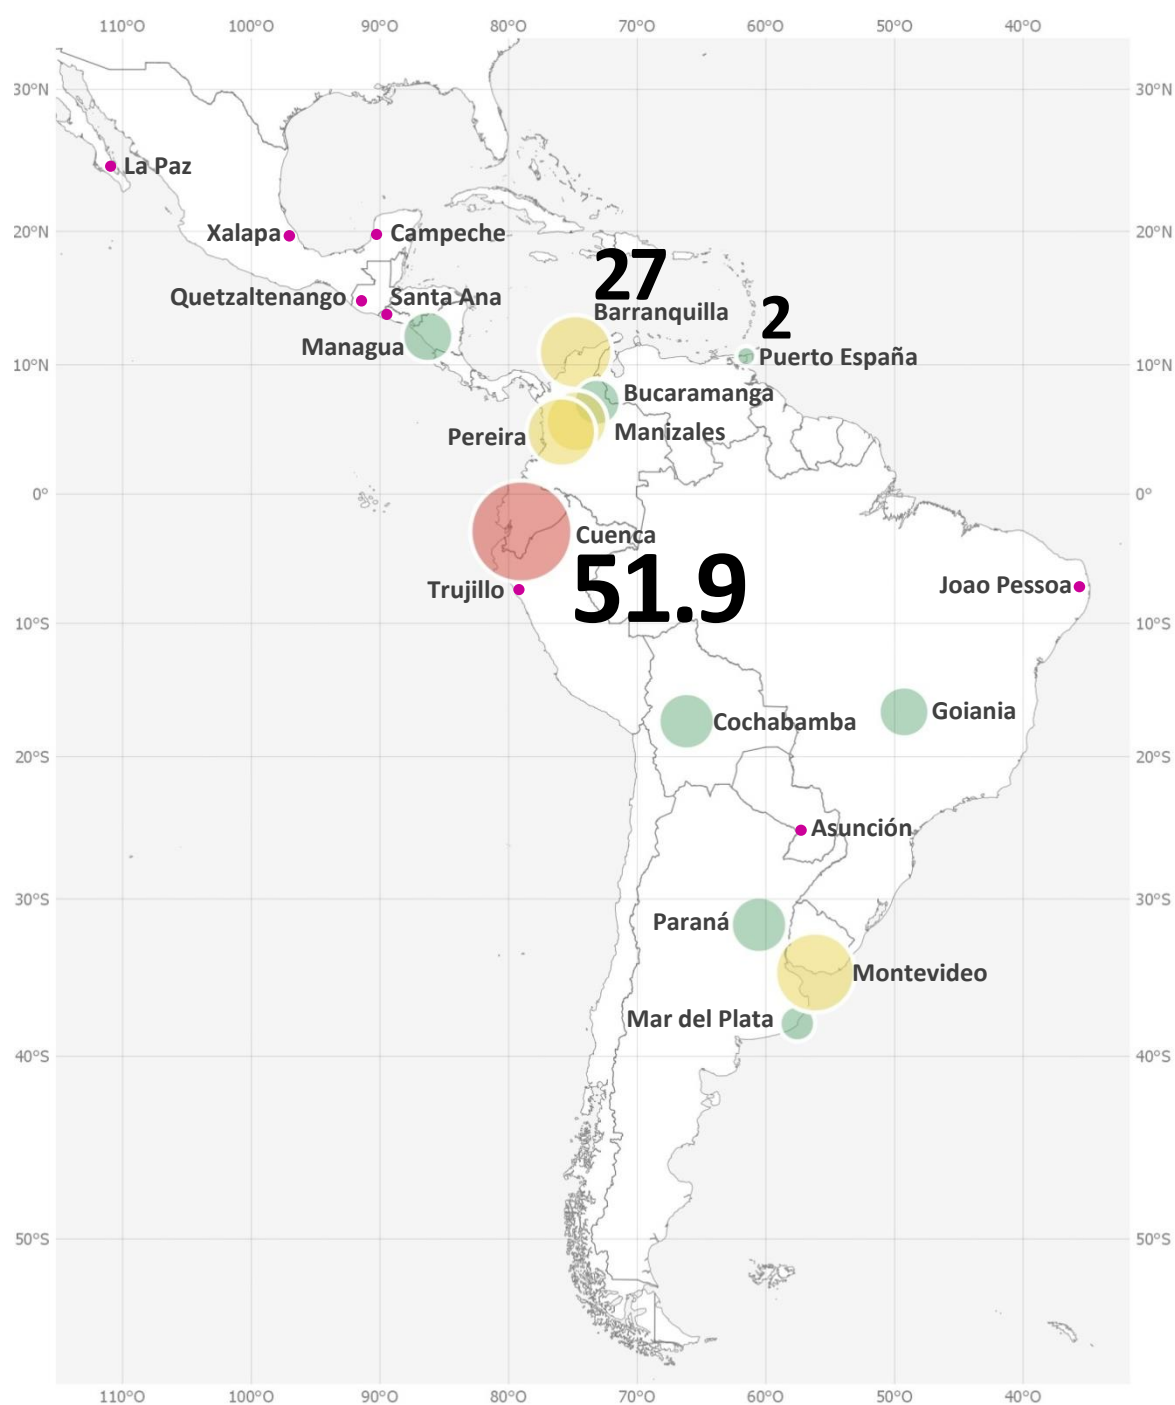 110°O 100°O 90°O 80°O 70°O 60°O 50°O 40°O
30°N 30°N
La Paz
20°N Xalapa Campeche 20°N
27
Quetzaltenango Santa Ana
2
Barranquilla
Managua
Puerto España
10°N 10°N
Bucaramanga
Pereira Manizales
0° 0°
Cuenca
51.9
Trujillo Joao Pessoa
10°S 10°S
Cochabamba Goiania
20°S 20°S
Asunción
30°S 30°S
Paraná
Montevideo
Mar del Plata
40°S 40°S
50°S 50°S
110°O 100°O 90°O 80°O 70°O 60°O 50°O 40°O